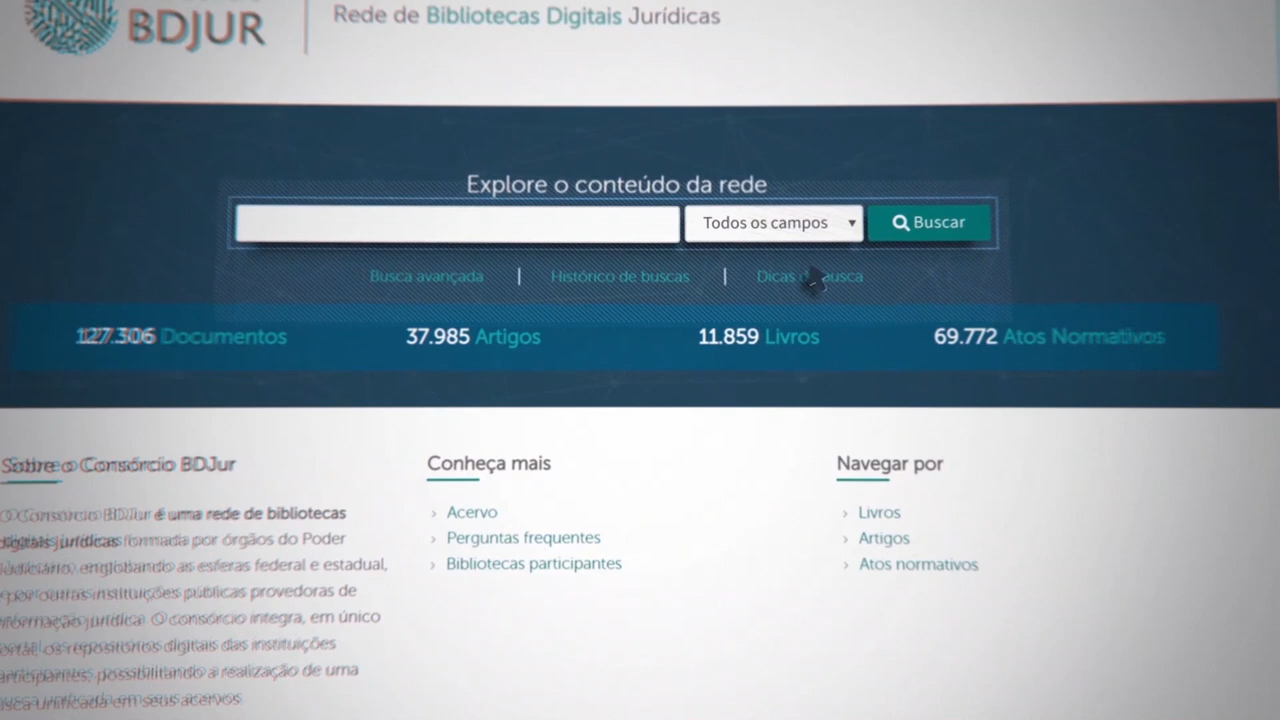 BDJUR
Rede de Bibliotecas Digitais Jurídicas
Explore o conteúdo da rede
Todos os campos
Buscar
Busca avançada | Histórico de buscas | Dicas de busca
127.306 Documentos
37.985 Artigos
11.859 Livros
69.772 Atos Normativos
Sobre o Consórcio BDJur
O Consórcio BDJur é uma rede de bibliotecas
digitais jurídicas formada por órgãos do Poder
Judiciário, englobando as esferas federal e estadual,
e por outras instituições públicas provedoras de
informação jurídica. O consórcio integra, em único
portal, os repositórios digitais das instituições
participantes, possibilitando a realização de uma
busca unificada em seus acervos.
Conheça mais
Acervo
Perguntas frequentes
Bibliotecas participantes
Navegar por
Livros
Artigos
Atos normativos